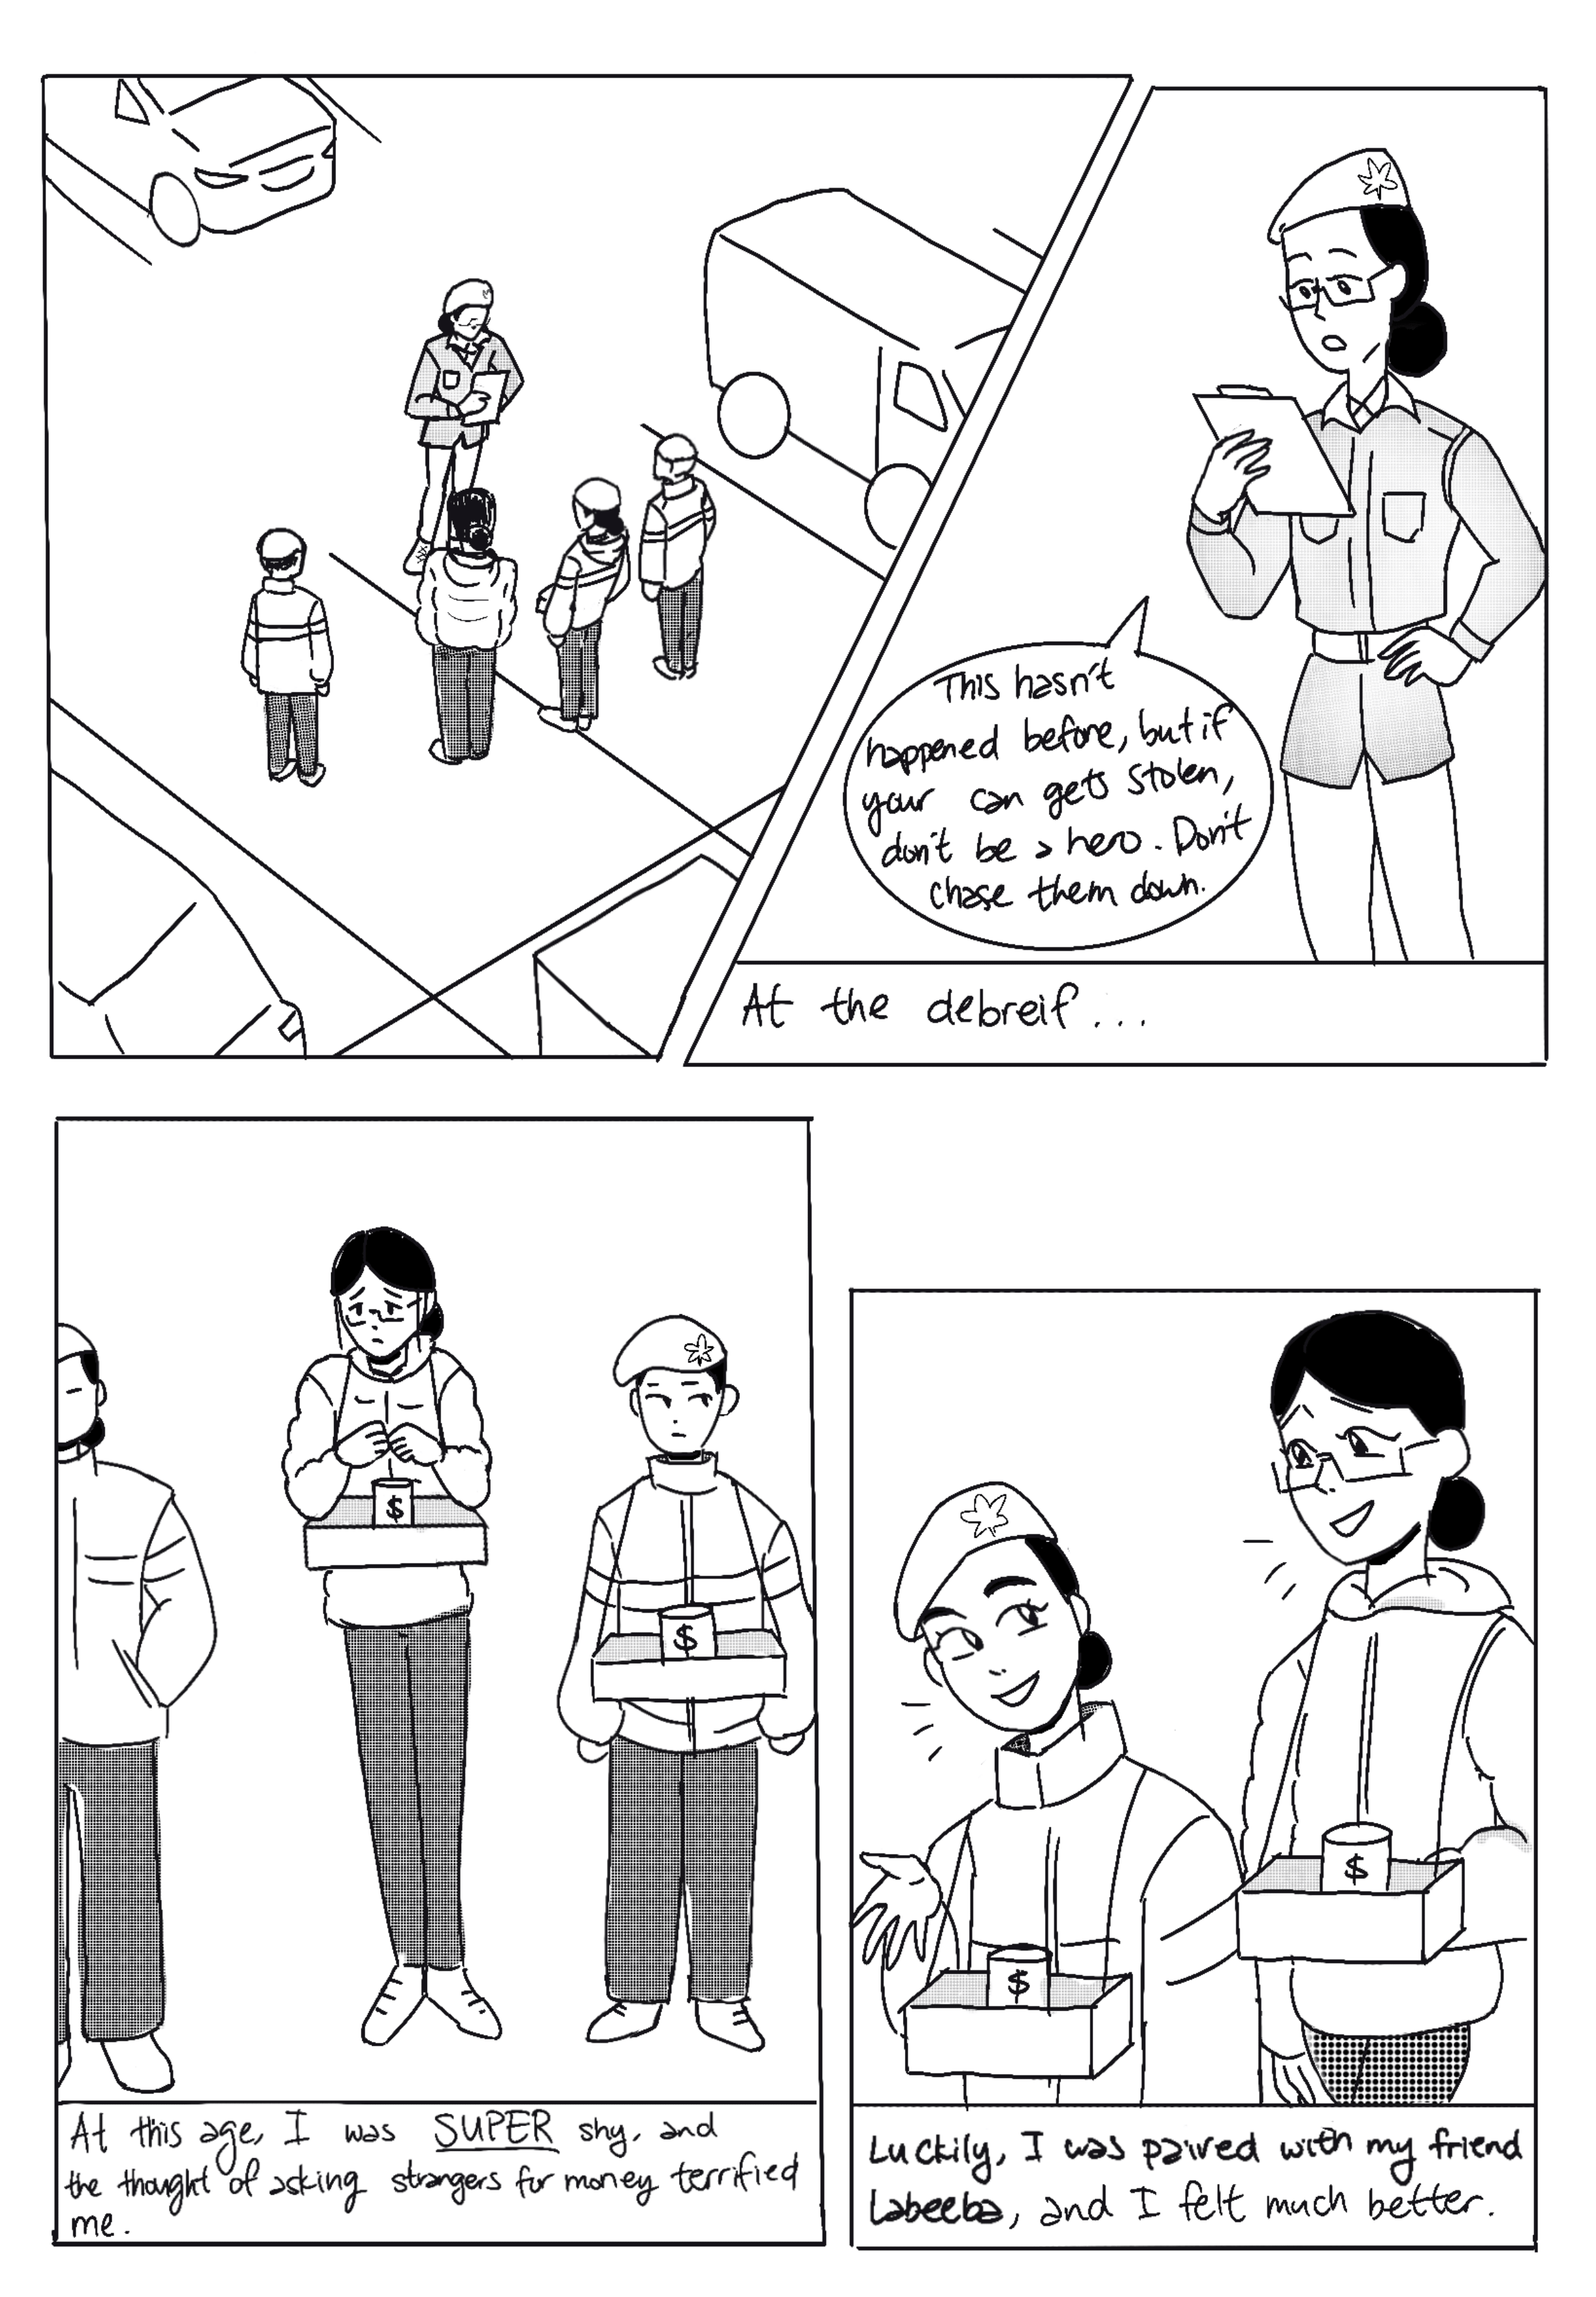 This hasn't
happened before, but if
your can gets stolen,
don't be a hero. Don't
chase them down.
At the debreif...
$
$
At this age, I was SUPER shy, and
the thought of asking strangers for money terrified
me.
$
$
Luckily, I was paired with my friend
Labeeba, and I felt much better.